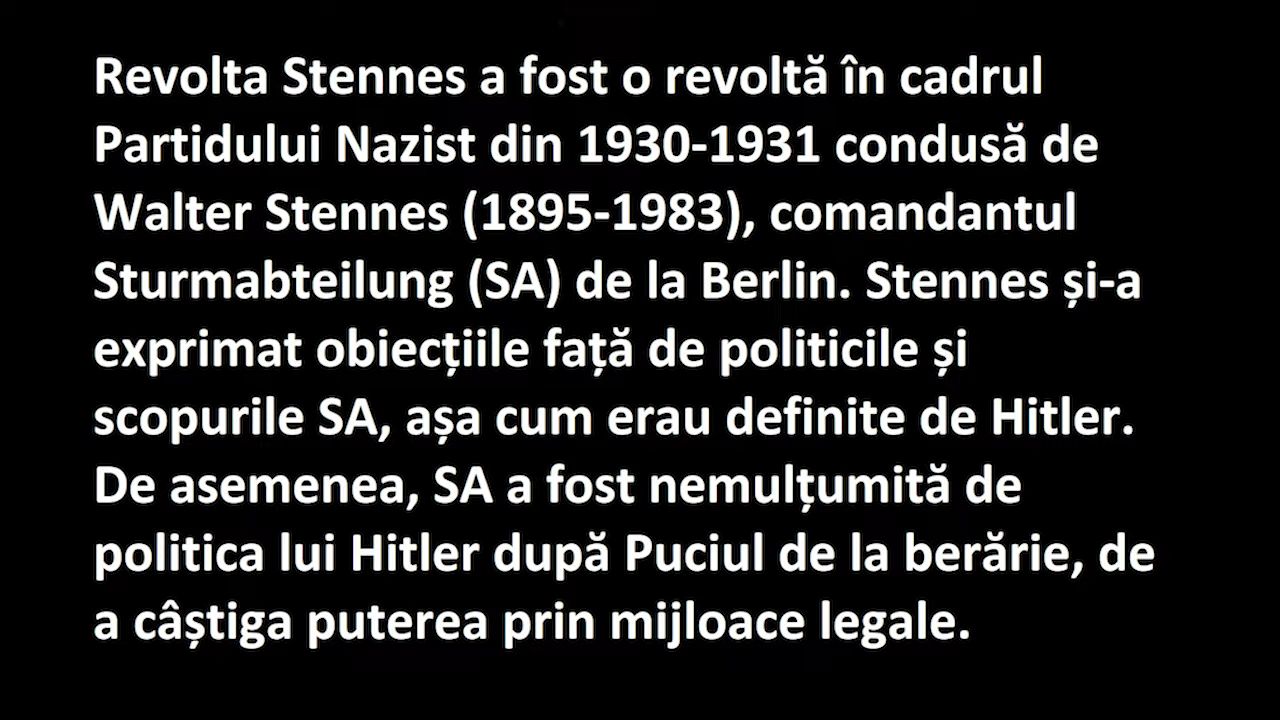 Revolta Stennes a fost o revoltă în cadrul
Partidului Nazist din 1930-1931 condusă de
Walter Stennes (1895-1983), comandantul
Sturmabteilung (SA) de la Berlin. Stennes și-a
exprimat obiecțiile față de politicile și
scopurile SA, așa cum erau definite de Hitler.
De asemenea, SA a fost nemulțumită de
politica lui Hitler după Puciul de la berărie, de
a câștiga puterea prin mijloace legale.